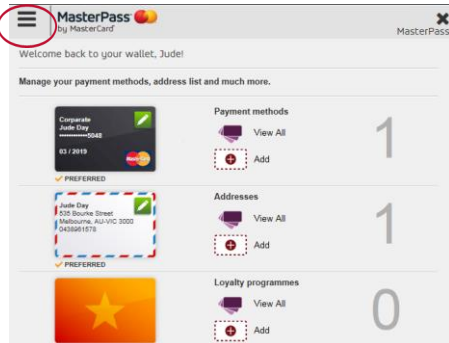 MasterPass
by MasterCard
MasterPass
Welcome back to your wallet, Jude!
Manage your payment methods, address list and much more.
Corparate
Jude Day
5048
03 / 2019
MasterCard
PREFERRED
Payment methods
View All
Add
1
Jude Day
535 Bourke Street
Melbourne, AU-VIC 3000
0438961578
PREFERRED
Addresses
View All
Add
1
Loyalty programmes
View All
Add
0